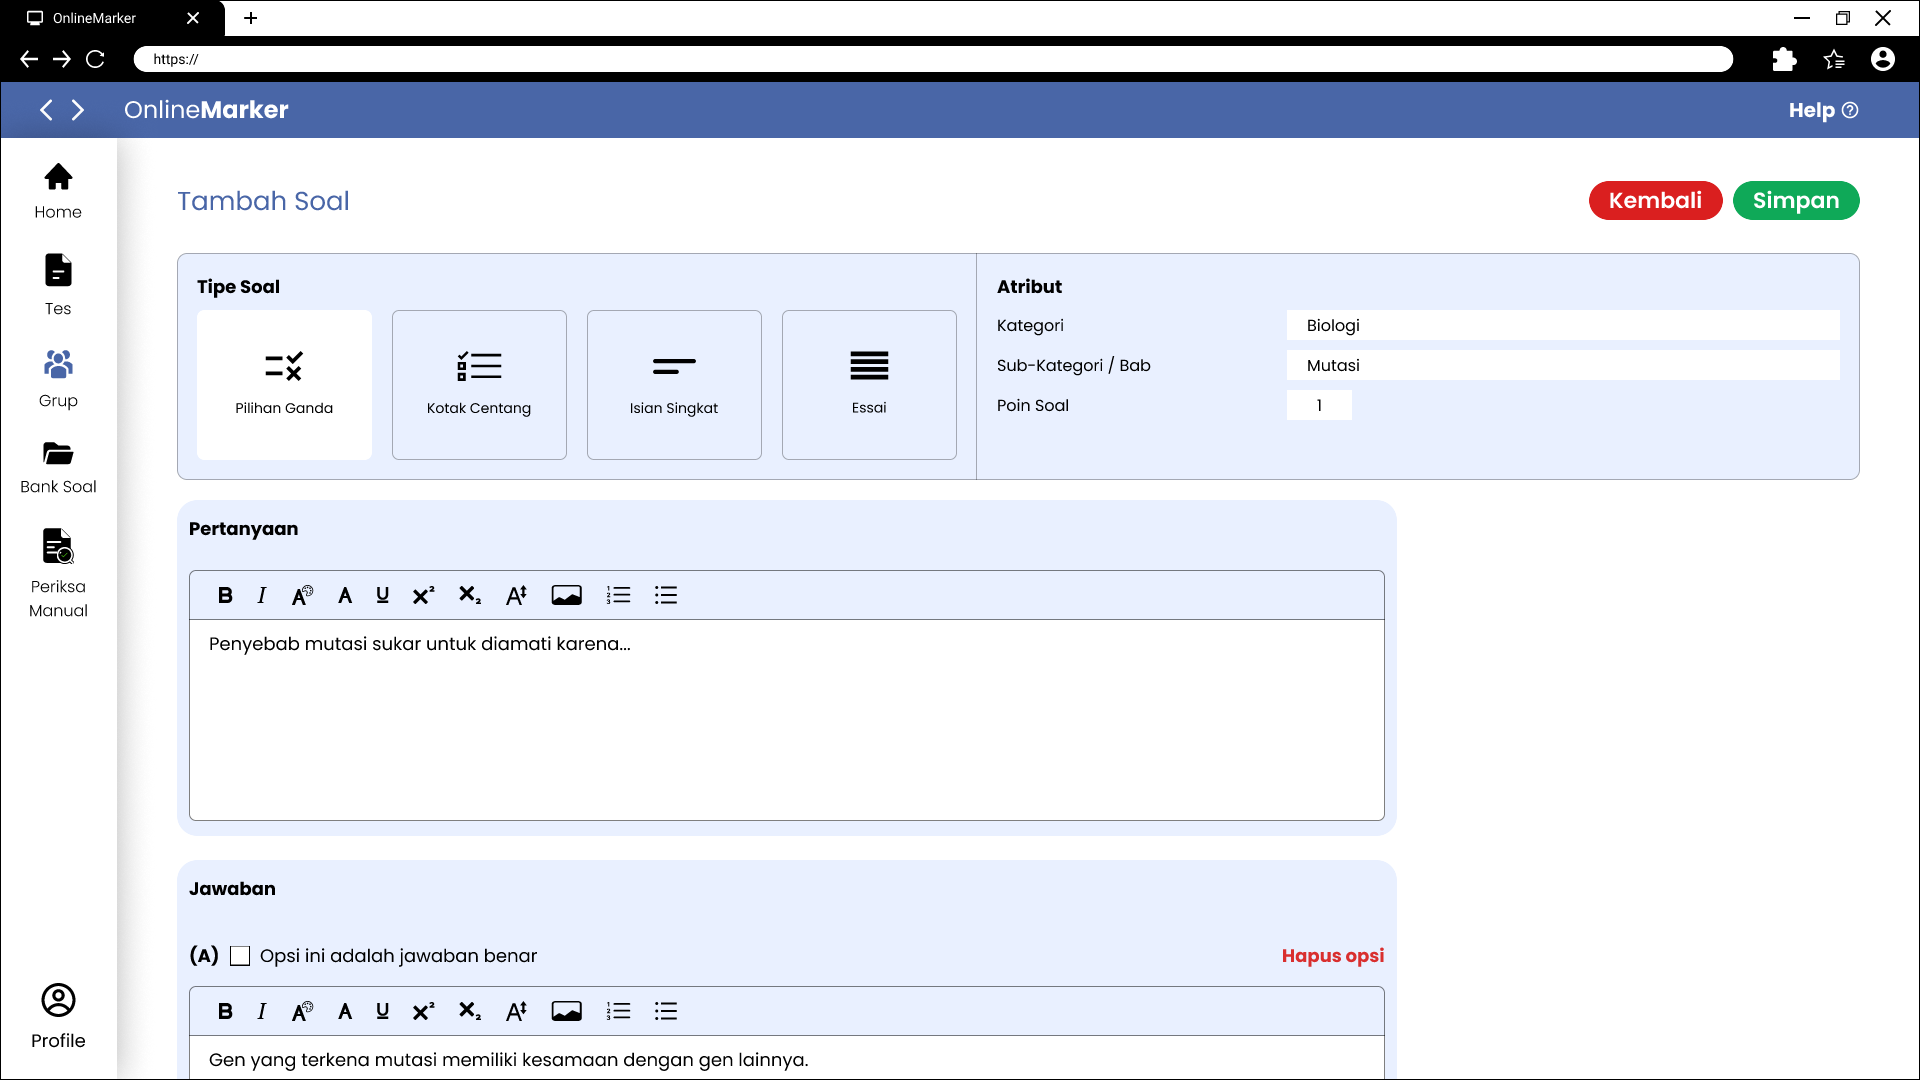 OnlineMarker
https://
OnlineMarker
Help
Home
Tes
Grup
Bank Soal
Periksa
Manual
Profile
Tambah Soal
Kembali
Simpan
Tipe Soal
Pilihan Ganda
Kotak Centang
Isian Singkat
Essai
Atribut
Kategori
Biologi
Sub-Kategori / Bab
Mutasi
Poin Soal
1
Pertanyaan
Penyebab mutasi sukar untuk diamati karena...
Jawaban
(A) Opsi ini adalah jawaban benar
Hapus opsi
Gen yang terkena mutasi memiliki kesamaan dengan gen lainnya.